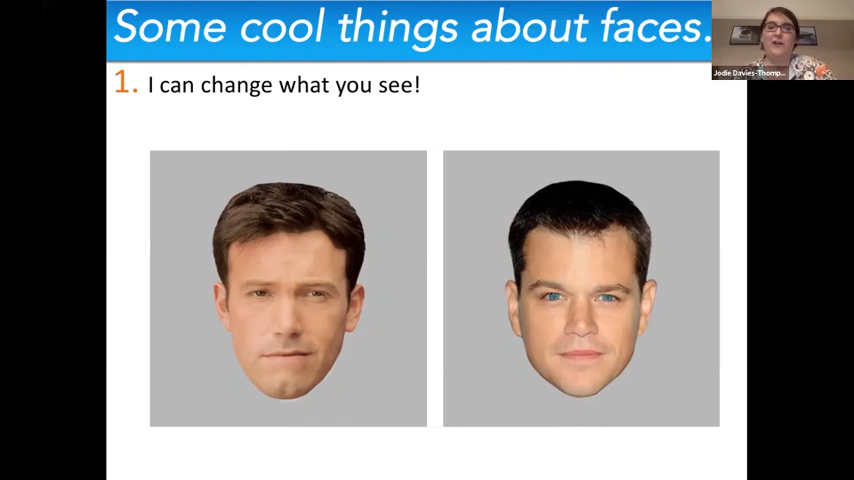 Some cool things about faces.
1. I can change what you see!
Jodie Davies-Thomp...